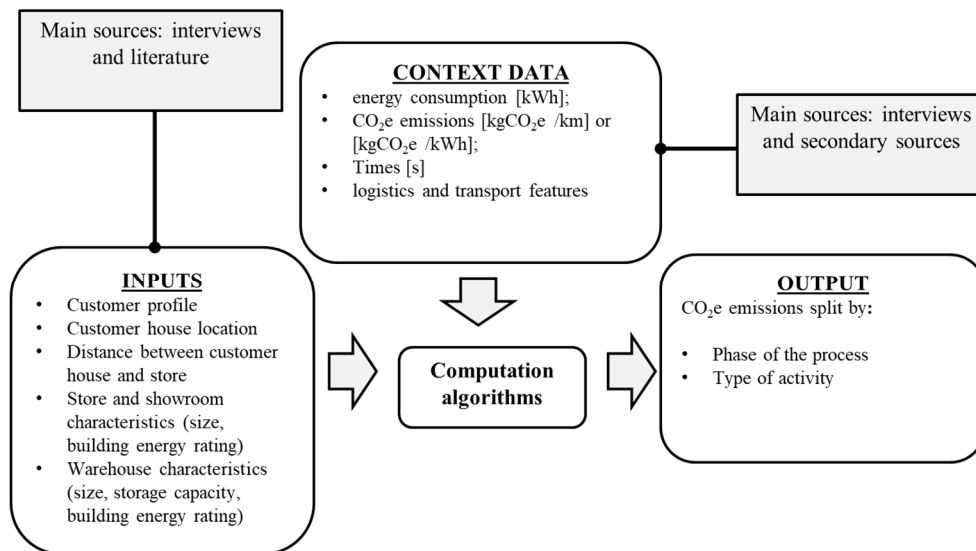 Main sources: interviews
and literature
CONTEXT DATA
• energy consumption [kWh];
• CO₂e emissions [kgCO₂e /km] or
[kgCO₂e /kWh];
• Times [s]
• logistics and transport features
Main sources: interviews
and secondary sources
INPUTS
• Customer profile
• Customer house location
• Distance between customer
house and store
• Store and showroom
characteristics (size,
building energy rating)
• Warehouse characteristics
(size, storage capacity,
building energy rating)
Computation
algorithms
OUTPUT
CO₂e emissions split by:
• Phase of the process
• Type of activity